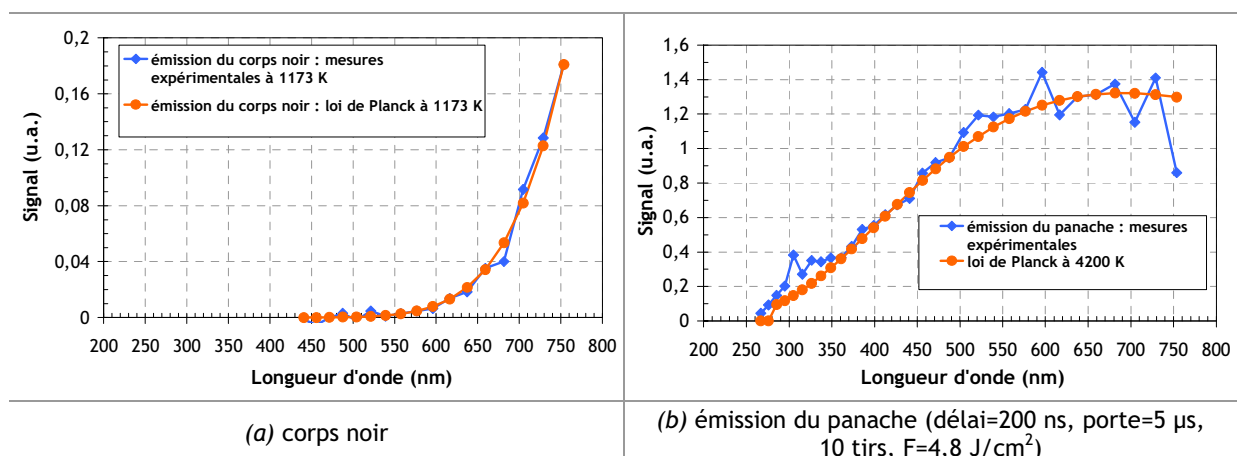 0,2
0,16
0,12
0,08
0,04
0
Signal (u.a.)
émission du corps noir : mesures
expérimentales à 1173 K
émission du corps noir : loi de Planck à 1173 K
200 250 300 350 400 450 500 550 600 650 700 750 800
Longueur d'onde (nm)
(a) corps noir
1,6
1,4
1,2
1
0,8
0,6
0,4
0,2
0
Signal (u.a.)
émission du panache : mesures
expérimentales
loi de Planck à 4200 K
200 250 300 350 400 450 500 550 600 650 700 750 800
Longueur d'onde (nm)
(b) émission du panache (délai=200 ns, porte=5 µs,
10 tirs, F=4,8 J/cm²)